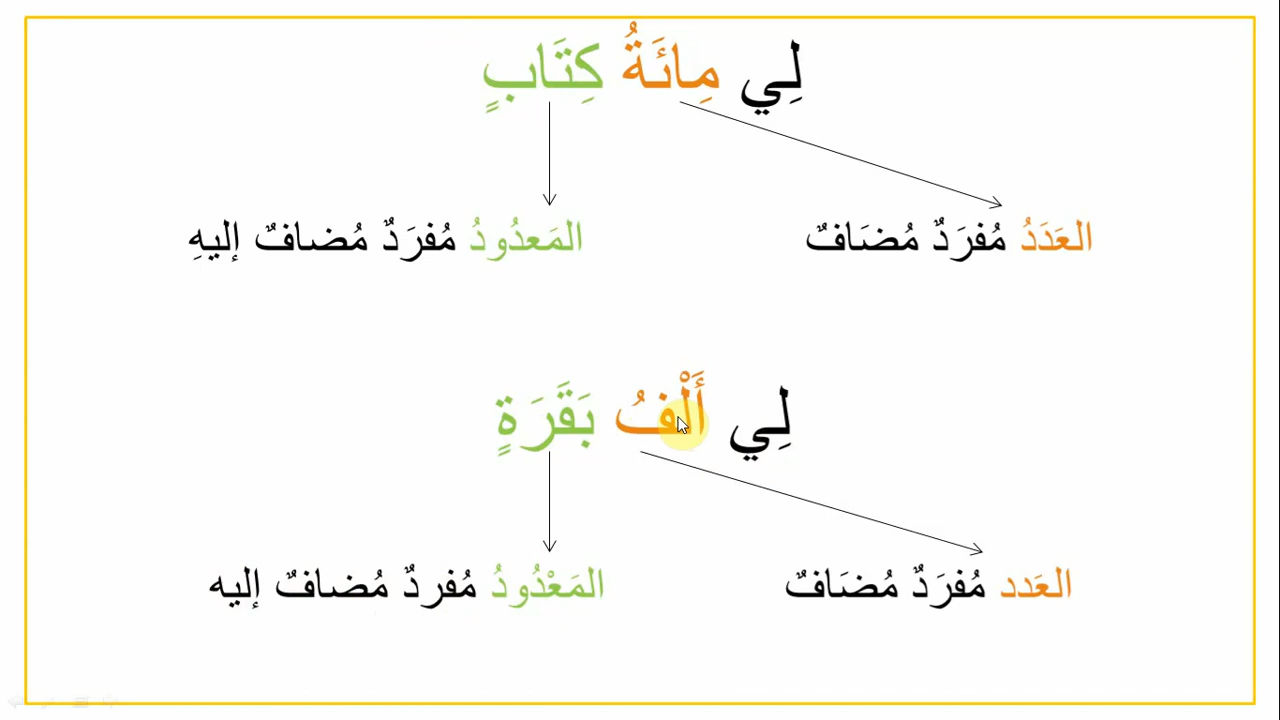 لِي مِائَةُ كِتَابٍ
العَدَدُ مُفرَدٌ مُضَافٌ
المَعدُودُ مُفرَدٌ مُضافٌ إليهِ
لِي أَلْفُ بَقَرَةٍ
العَدد مُفرَدٌ مُضَافٌ
المَعْدُودُ مُفردٌ مُضافٌ إليه